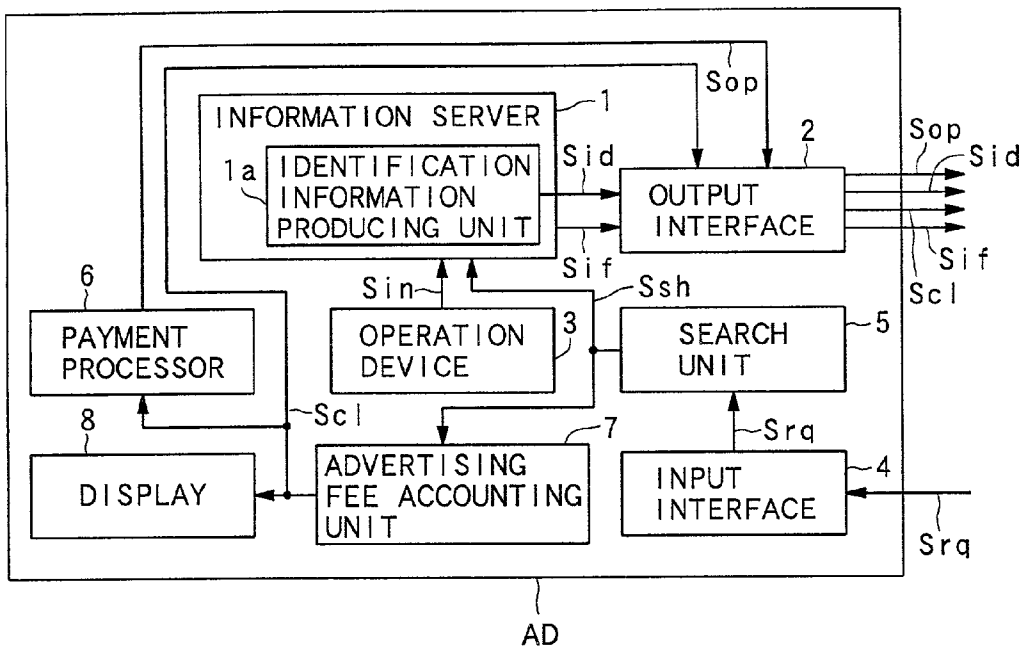 Sop
INFORMATION SERVER
1
1a
IDENTIFICATION
INFORMATION
PRODUCING UNIT
Sid
Sif
2
OUTPUT
INTERFACE
Sop
Sid
Sif
Scl
6
PAYMENT
PROCESSOR
Sin
OPERATION
DEVICE
3
Ssh
SEARCH
UNIT
5
Scl
Srq
8
DISPLAY
7
ADVERTISING
FEE ACCOUNTING
UNIT
INPUT
INTERFACE
4
Srq
AD